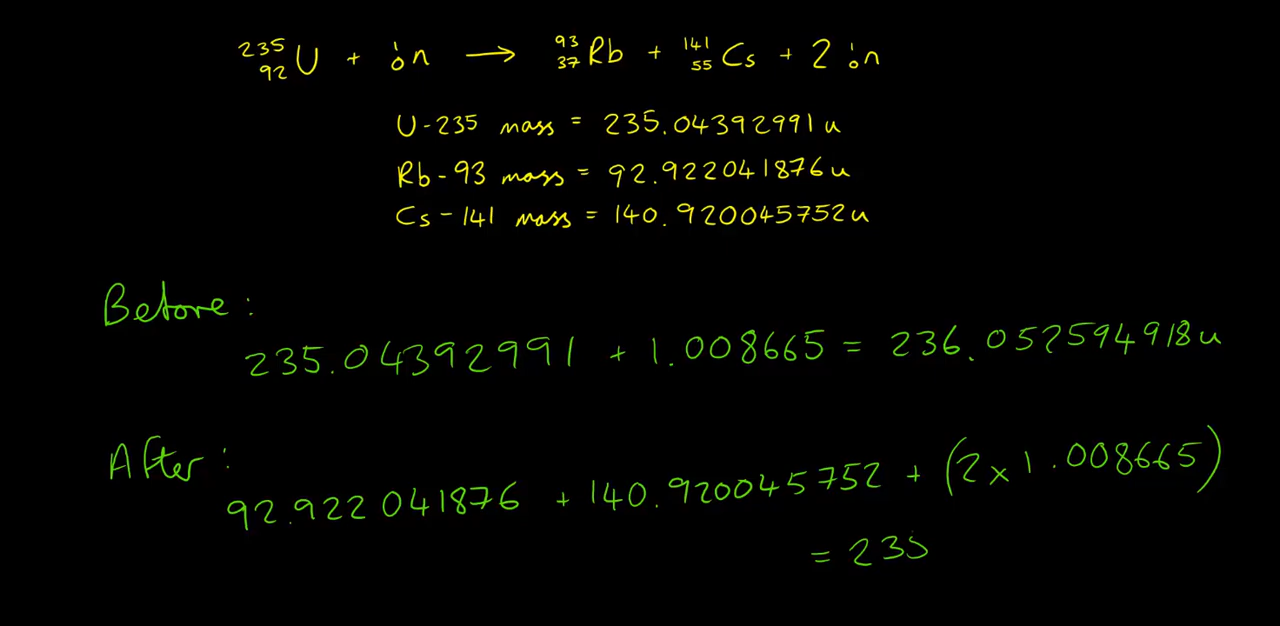 ²³⁵₉₂U + ¹₀n → ⁹³₃₇Rb + ¹⁴¹₅₅Cs + 2 ¹₀n
U-235 mass = 235.04392991u
Rb-93 mass = 92.922041876u
Cs-141 mass = 140.920045752u
Before:
235.04392991 + 1.008665 = 236.052594918u
After:
92.922041876 + 140.920045752 + (2 x 1.008665)
= 235